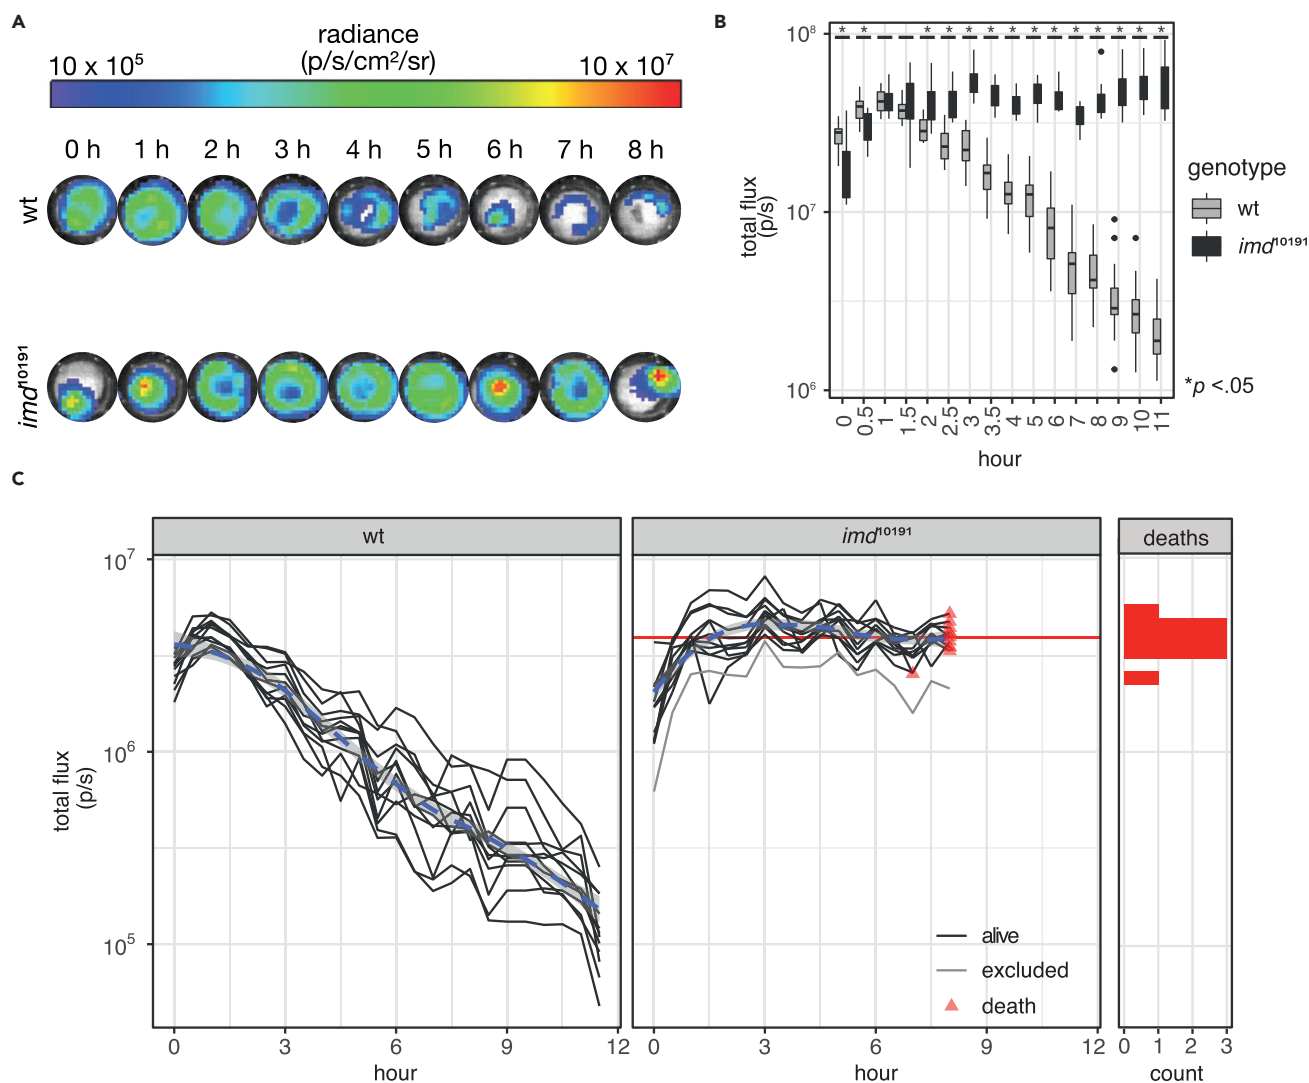 A
radiance
(p/s/cm²/sr)
10 x 10⁵
10 x 10⁷
0 h 1 h 2 h 3 h 4 h 5 h 6 h 7 h 8 h
wt
imd¹⁰¹⁹¹
B
* * * * * * * * * * * * * *
10⁸
10⁷
10⁶
total flux
(p/s)
0 0.5 1 1.5 2 2.5 3 3.5 4 5 6 7 8 9 10 11
hour
genotype
wt
imd¹⁰¹⁹¹
*p <.05
C
wt
imd¹⁰¹⁹¹
deaths
10⁷
10⁶
10⁵
total flux
(p/s)
alive
excluded
death
0 3 6 9 12
0 3 6 9 12
0 1 2 3
hour
hour
count